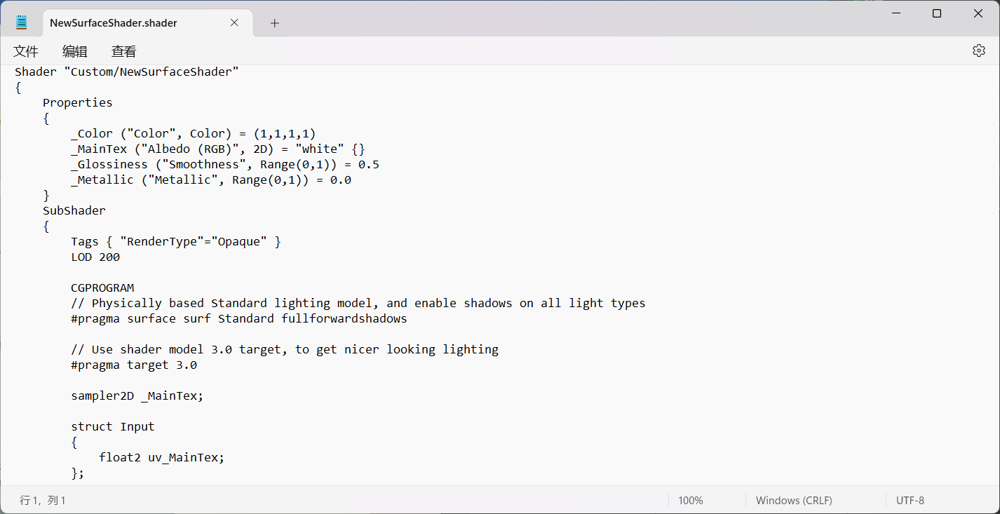 NewSurfaceShader.shader
文件 编辑 查看
Shader "Custom/NewSurfaceShader"
{
    Properties
    {
        _Color ("Color", Color) = (1,1,1,1)
        _MainTex ("Albedo (RGB)", 2D) = "white" {}
        _Glossiness ("Smoothness", Range(0,1)) = 0.5
        _Metallic ("Metallic", Range(0,1)) = 0.0
    }
    SubShader
    {
        Tags { "RenderType"="Opaque" }
        LOD 200

        CGPROGRAM
        // Physically based Standard lighting model, and enable shadows on all light types
        #pragma surface surf Standard fullforwardshadows

        // Use shader model 3.0 target, to get nicer looking lighting
        #pragma target 3.0

        sampler2D _MainTex;

        struct Input
        {
            float2 uv_MainTex;
        };
行 1，列 1 100% Windows (CRLF) UTF-8